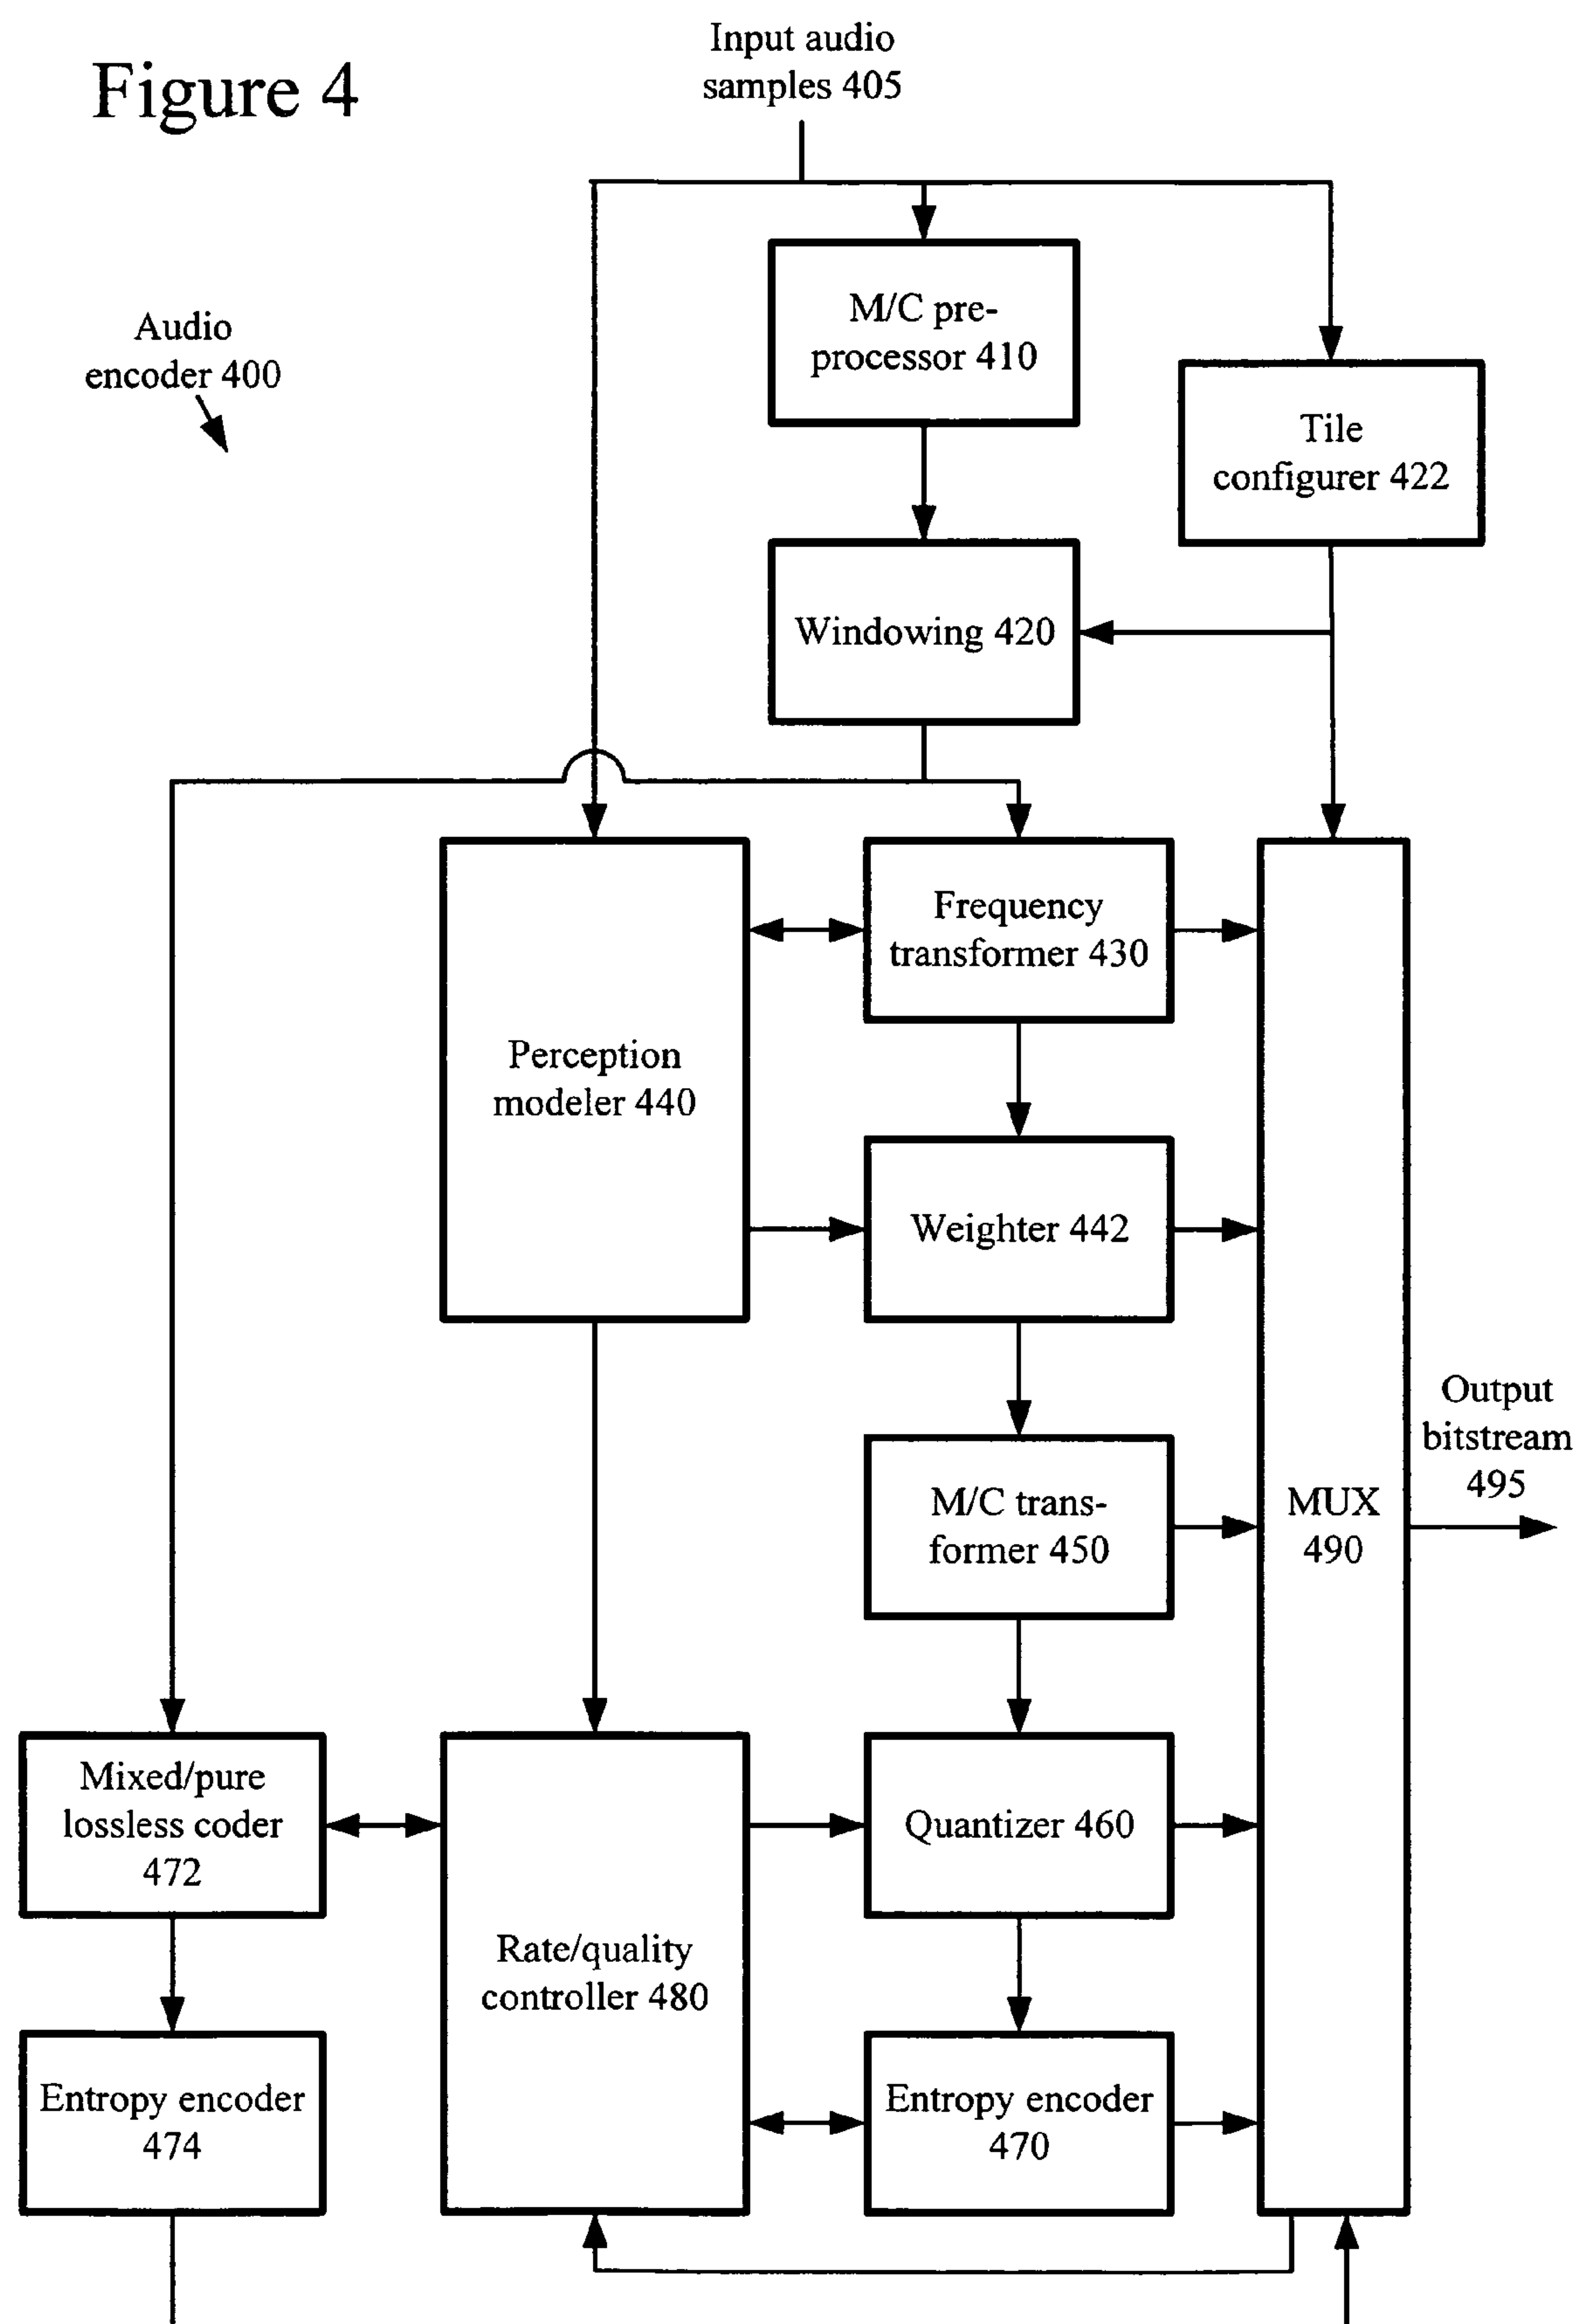 Figure 4
Input audio
samples 405
Audio
encoder 400
M/C pre-
processor 410
Tile
configurer 422
Windowing 420
Frequency
transformer 430
Perception
modeler 440
Weighter 442
M/C trans-
former 450
MUX
490
Output
bitstream
495
Mixed/pure
lossless coder
472
Rate/quality
controller 480
Quantizer 460
Entropy encoder
474
Entropy encoder
470